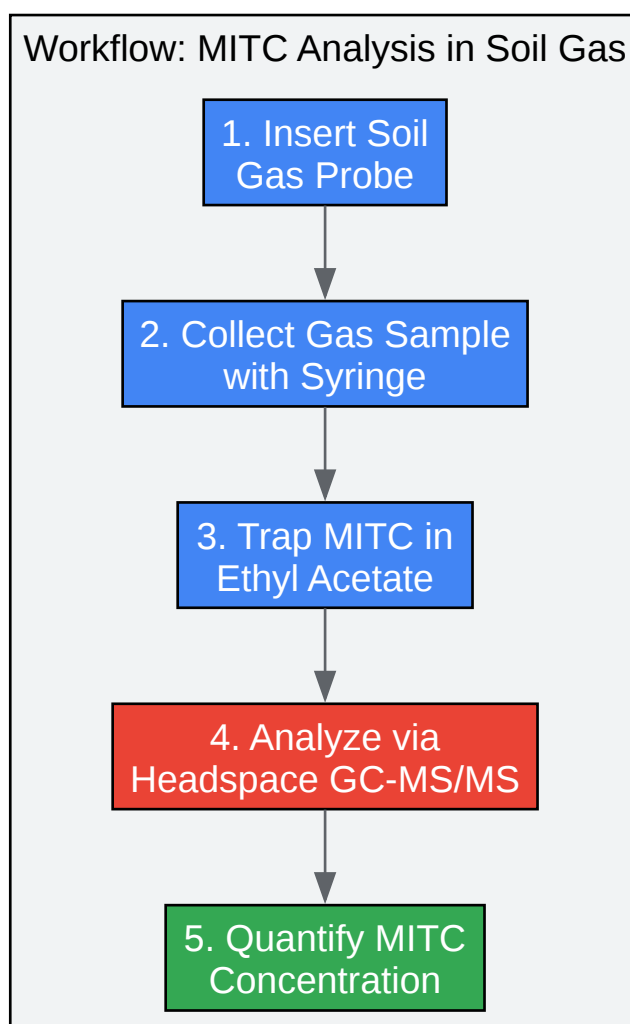 Workflow: MITC Analysis in Soil Gas
1. Insert Soil
Gas Probe
2. Collect Gas Sample
with Syringe
3. Trap MITC in
Ethyl Acetate
4. Analyze via
Headspace GC-MS/MS
5. Quantify MITC
Concentration